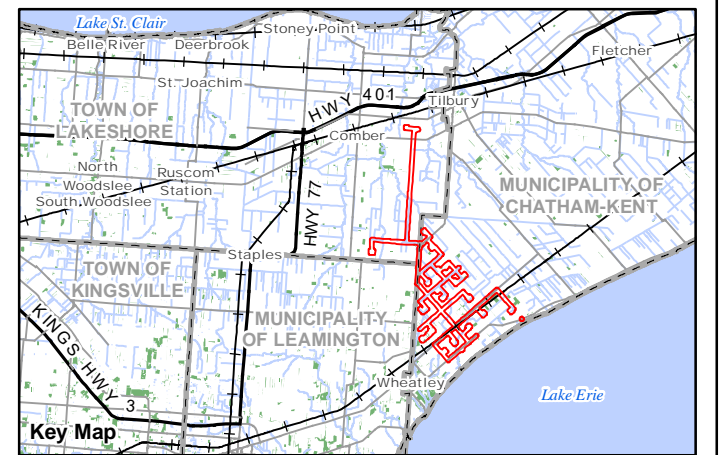 Lake St. Clair
Stoney Point
Belle River
Deerbrook
Fletcher
St. Joachim
HWY 401
Tilbury
TOWN OF
LAKESHORE
Comber
North
Woodslee
Ruscom
Station
South Woodslee
HWY 77
MUNICIPALITY OF
CHATHAM-KENT
Staples
TOWN OF
KINGSVILLE
MUNICIPALITY
OF LEAMINGTON
KINGS HWY 3
Wheatley
Lake Erie
Key Map